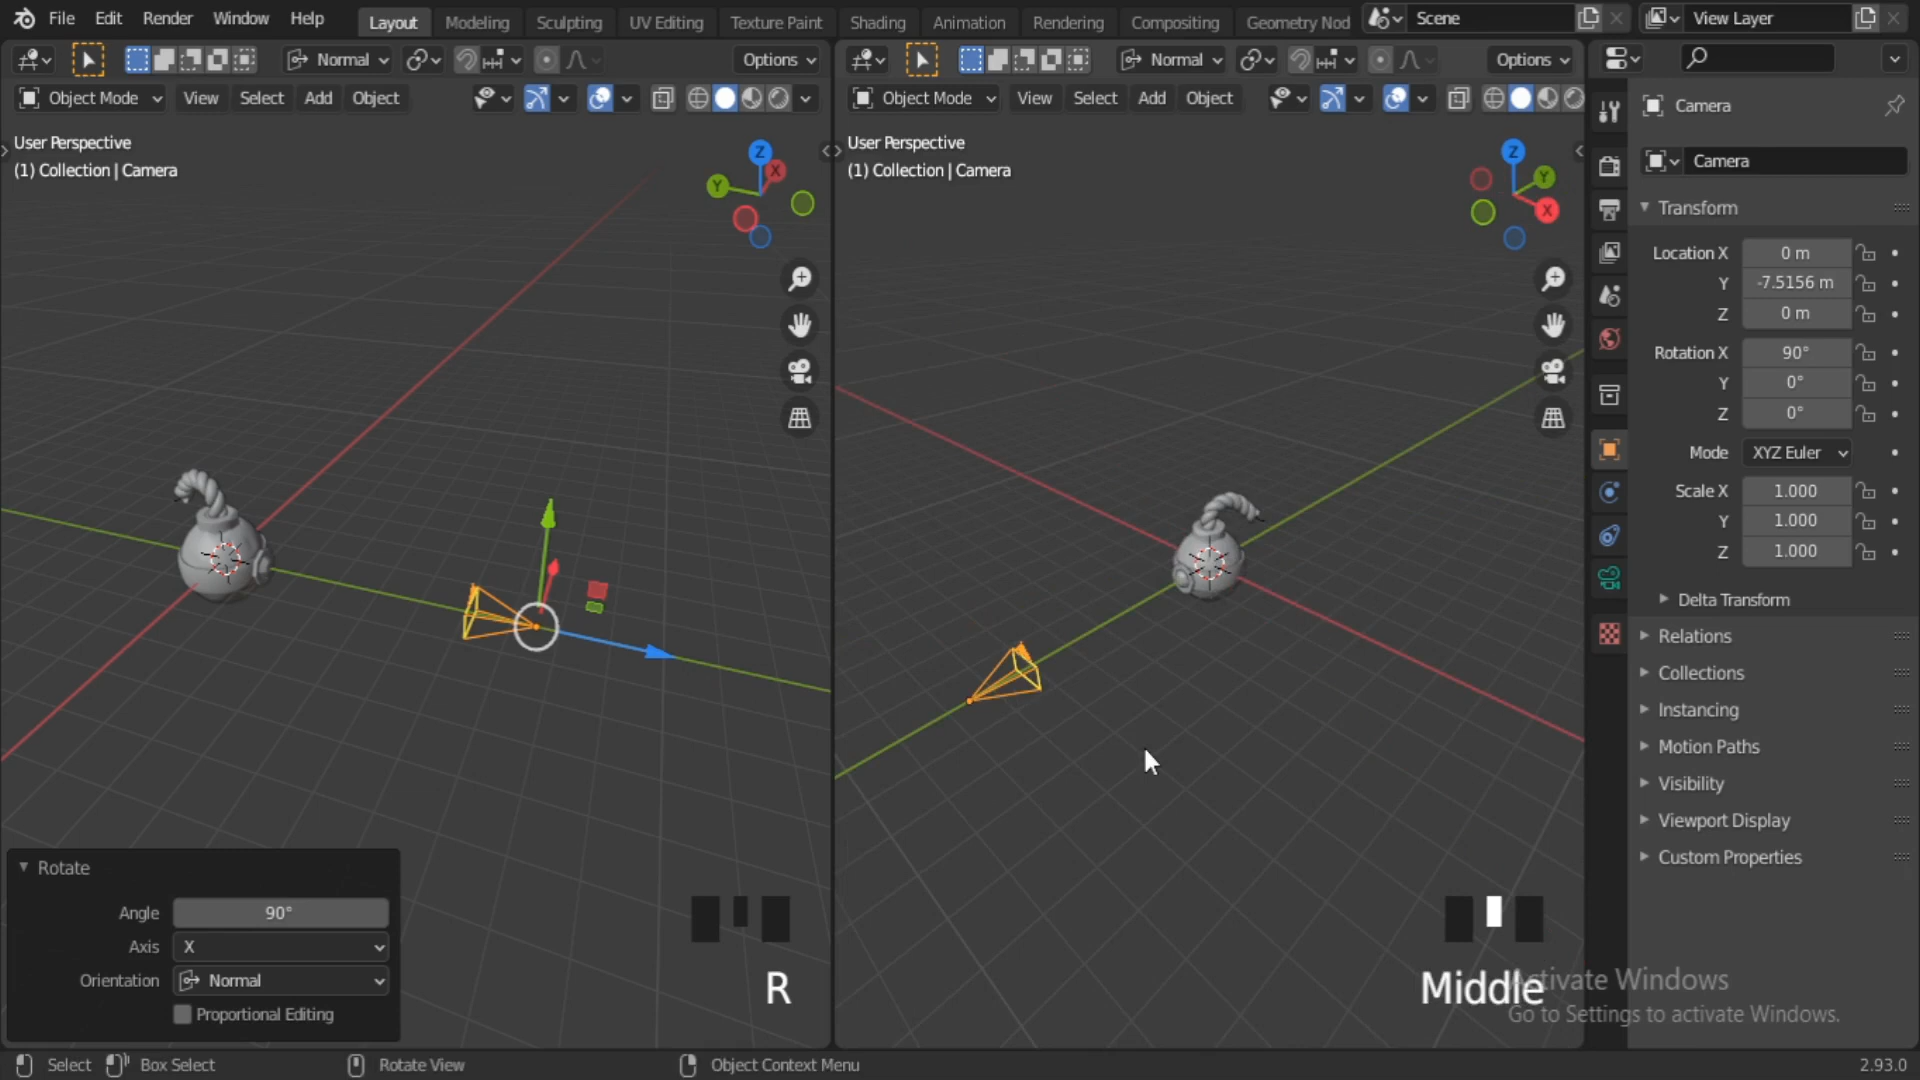 File Edit Render Window Help
Layout Modeling Sculpting UV Editing Texture Paint Shading Animation Rendering Compositing Geometry Nod
Scene
View Layer
Normal
Options
Normal
Options
Object Mode View Select Add Object
Object Mode View Select Add Object
User Perspective
(1) Collection | Camera
Z
X
Y
User Perspective
(1) Collection | Camera
Z
Y
X
Camera
Camera
Transform
Location X 0 m
Y -7.5156 m
Z 0 m
Rotation X 90°
Y 0°
Z 0°
Mode XYZ Euler
Scale X 1.000
Y 1.000
Z 1.000
Delta Transform
Relations
Collections
Instancing
Motion Paths
Visibility
Viewport Display
Custom Properties
Rotate
Angle 90°
Axis X
Orientation Normal
Proportional Editing
R
Middle
Activate Windows
Go to Settings to activate Windows.
Select Box Select Rotate View Object Context Menu 2.93.0